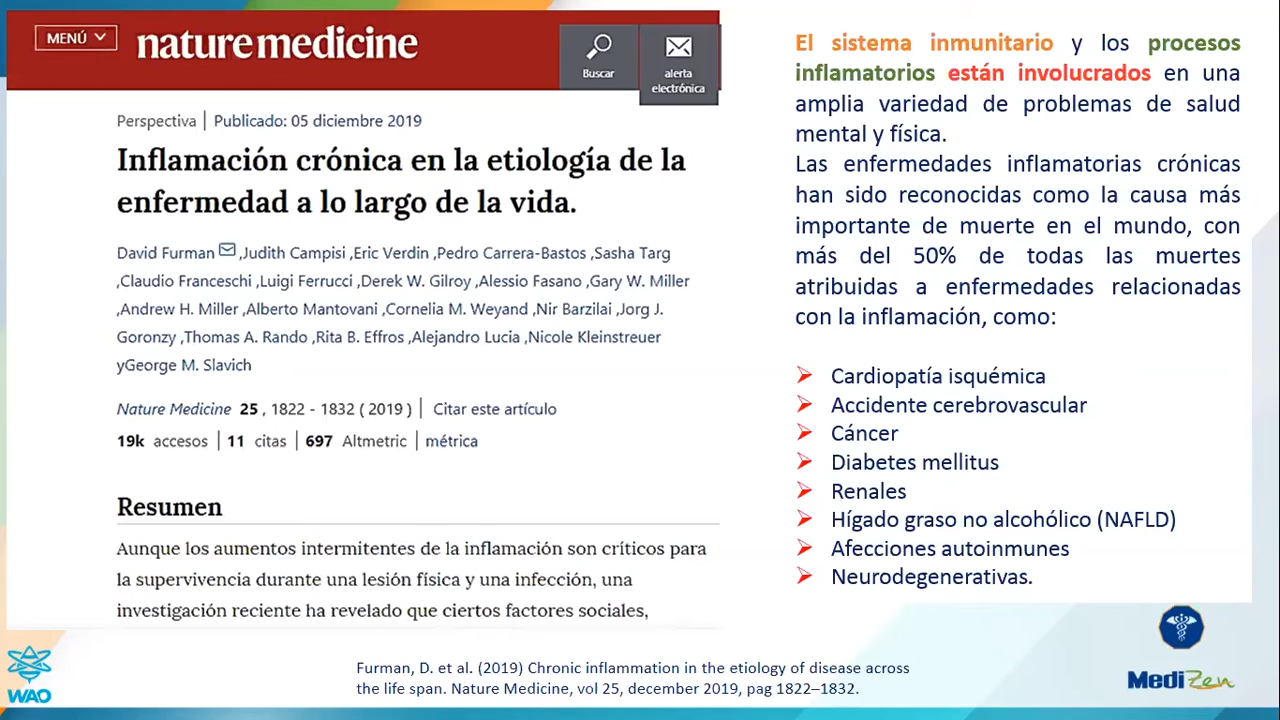 MENÚ
nature medicine
Buscar
alerta
electrónica
Perspectiva | Publicado: 05 diciembre 2019
Inflamación crónica en la etiología de la
enfermedad a lo largo de la vida.
David Furman ,Judith Campisi ,Eric Verdin ,Pedro Carrera-Bastos ,Sasha Targ
,Claudio Franceschi ,Luigi Ferrucci ,Derek W. Gilroy ,Alessio Fasano ,Gary W. Miller
,Andrew H. Miller ,Alberto Mantovani ,Cornelia M. Weyand ,Nir Barzilai ,Jorg J.
Goronzy ,Thomas A. Rando ,Rita B. Effros ,Alejandro Lucia ,Nicole Kleinstreuer
yGeorge M. Slavich
Nature Medicine 25 , 1822 - 1832 ( 2019 ) | Citar este artículo
19k accesos | 11 citas | 697 Altmetric | métrica
Resumen
Aunque los aumentos intermitentes de la inflamación son críticos para
la supervivencia durante una lesión física y una infección, una
investigación reciente ha revelado que ciertos factores sociales,
El sistema inmunitario y los procesos
inflamatorios están involucrados en una
amplia variedad de problemas de salud
mental y física.
Las enfermedades inflamatorias crónicas
han sido reconocidas como la causa más
importante de muerte en el mundo, con
más del 50% de todas las muertes
atribuidas a enfermedades relacionadas
con la inflamación, como:
Cardiopatía isquémica
Accidente cerebrovascular
Cáncer
Diabetes mellitus
Renales
Hígado graso no alcohólico (NAFLD)
Afecciones autoinmunes
Neurodegenerativas.
Furman, D. et al. (2019) Chronic inflammation in the etiology of disease across
the life span. Nature Medicine, vol 25, december 2019, pag 1822–1832.
WAO
MediZen